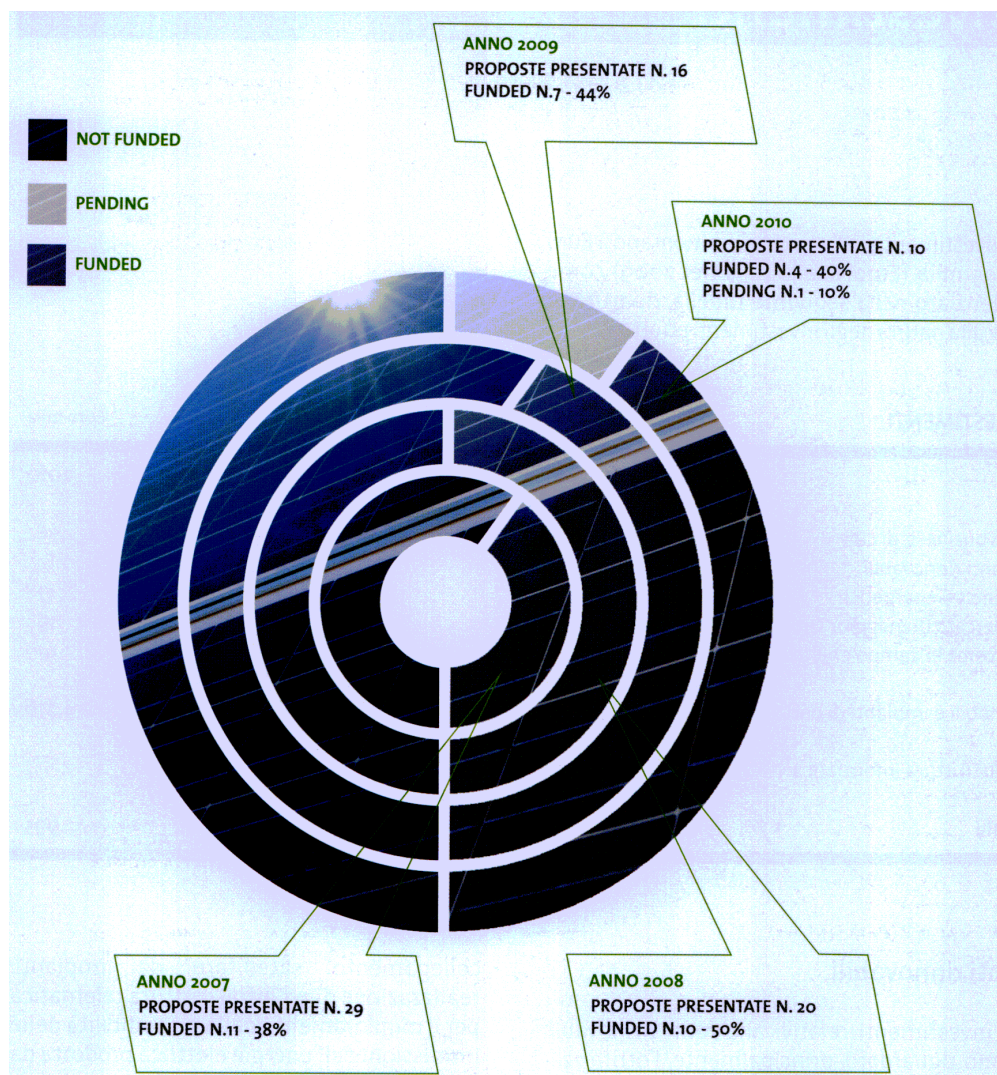 ANNO 2009
PROPOSTE PRESENTATE N. 16
FUNDED N.7 - 44%
NOT FUNDED
PENDING
FUNDED
ANNO 2010
PROPOSTE PRESENTATE N. 10
FUNDED N.4 - 40%
PENDING N.1 - 10%
ANNO 2007
PROPOSTE PRESENTATE N. 29
FUNDED N.11 - 38%
ANNO 2008
PROPOSTE PRESENTATE N. 20
FUNDED N.10 - 50%